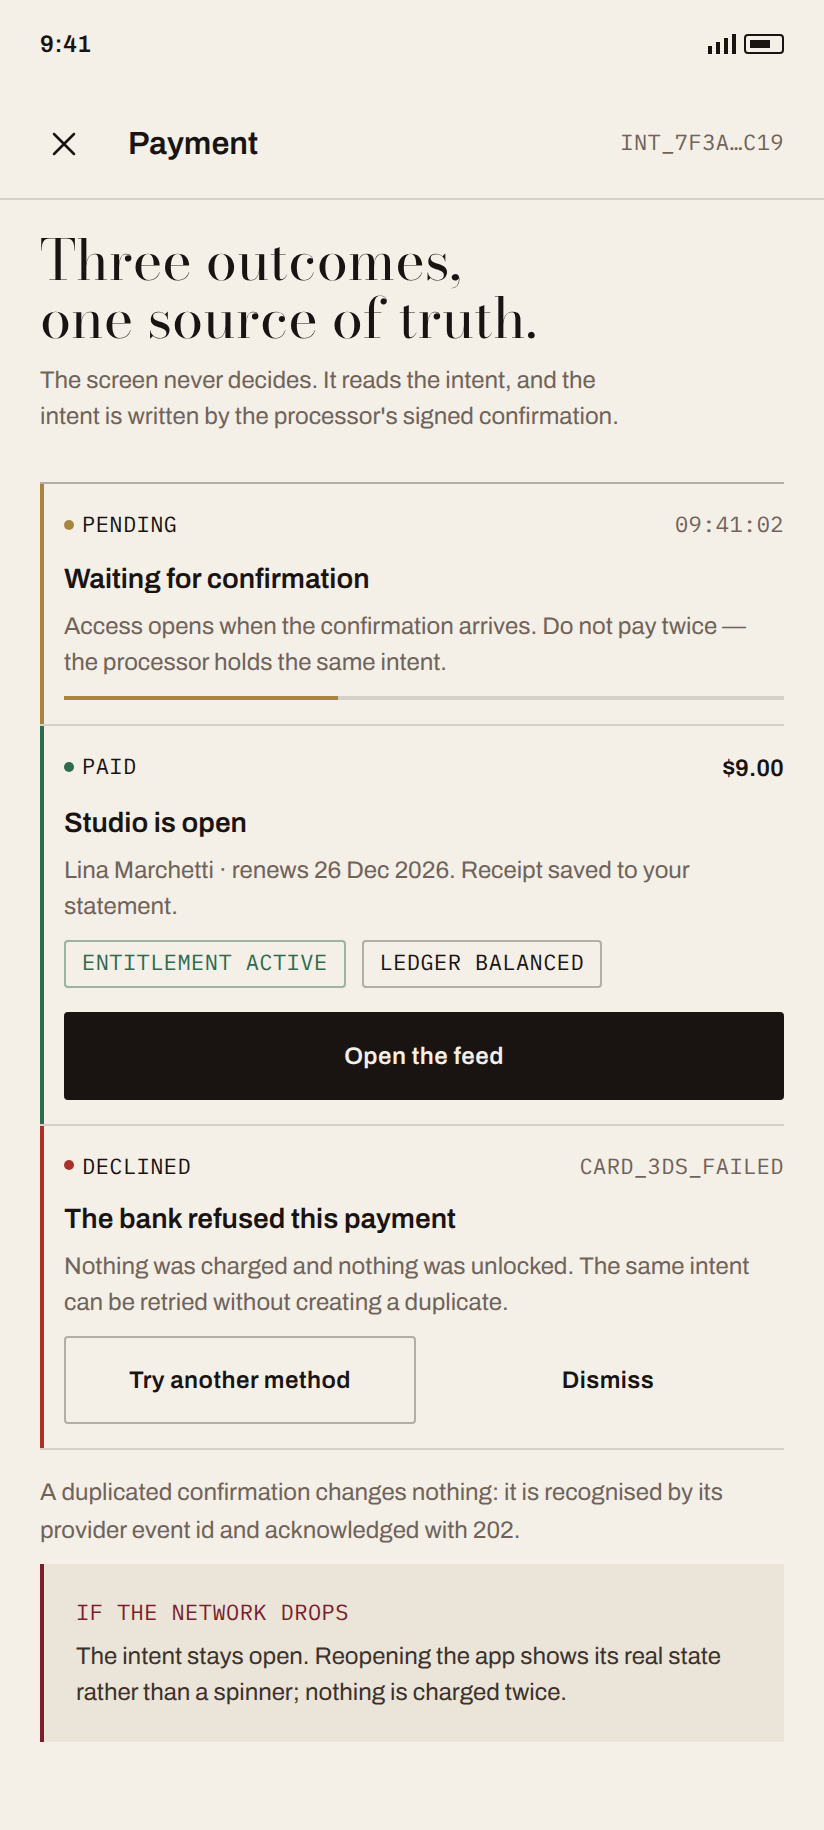 9:41
Payment
INT_7F3A…C19
Three outcomes,
one source of truth.
The screen never decides. It reads the intent, and the
intent is written by the processor's signed confirmation.
PENDING
09:41:02
Waiting for confirmation
Access opens when the confirmation arrives. Do not pay twice —
the processor holds the same intent.
PAID
$9.00
Studio is open
Lina Marchetti · renews 26 Dec 2026. Receipt saved to your
statement.
ENTITLEMENT ACTIVE
LEDGER BALANCED
Open the feed
DECLINED
CARD_3DS_FAILED
The bank refused this payment
Nothing was charged and nothing was unlocked. The same intent
can be retried without creating a duplicate.
Try another method
Dismiss
A duplicated confirmation changes nothing: it is recognised by its
provider event id and acknowledged with 202.
IF THE NETWORK DROPS
The intent stays open. Reopening the app shows its real state
rather than a spinner; nothing is charged twice.